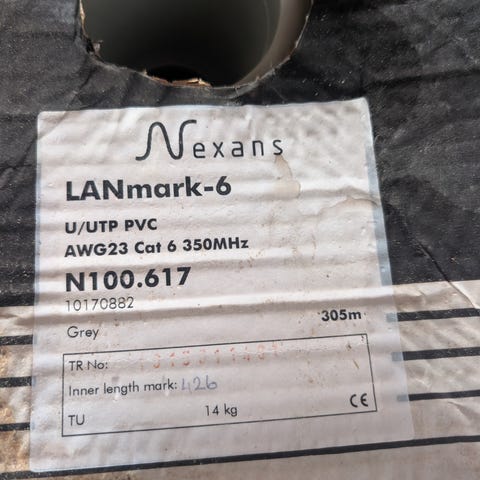 Nexans
LANmark-6
U/UTP PVC
AWG23 Cat 6 350MHz
N100.617
10170882
Grey
305m
TR No:
Inner length mark: 426
TU
14 kg
CE